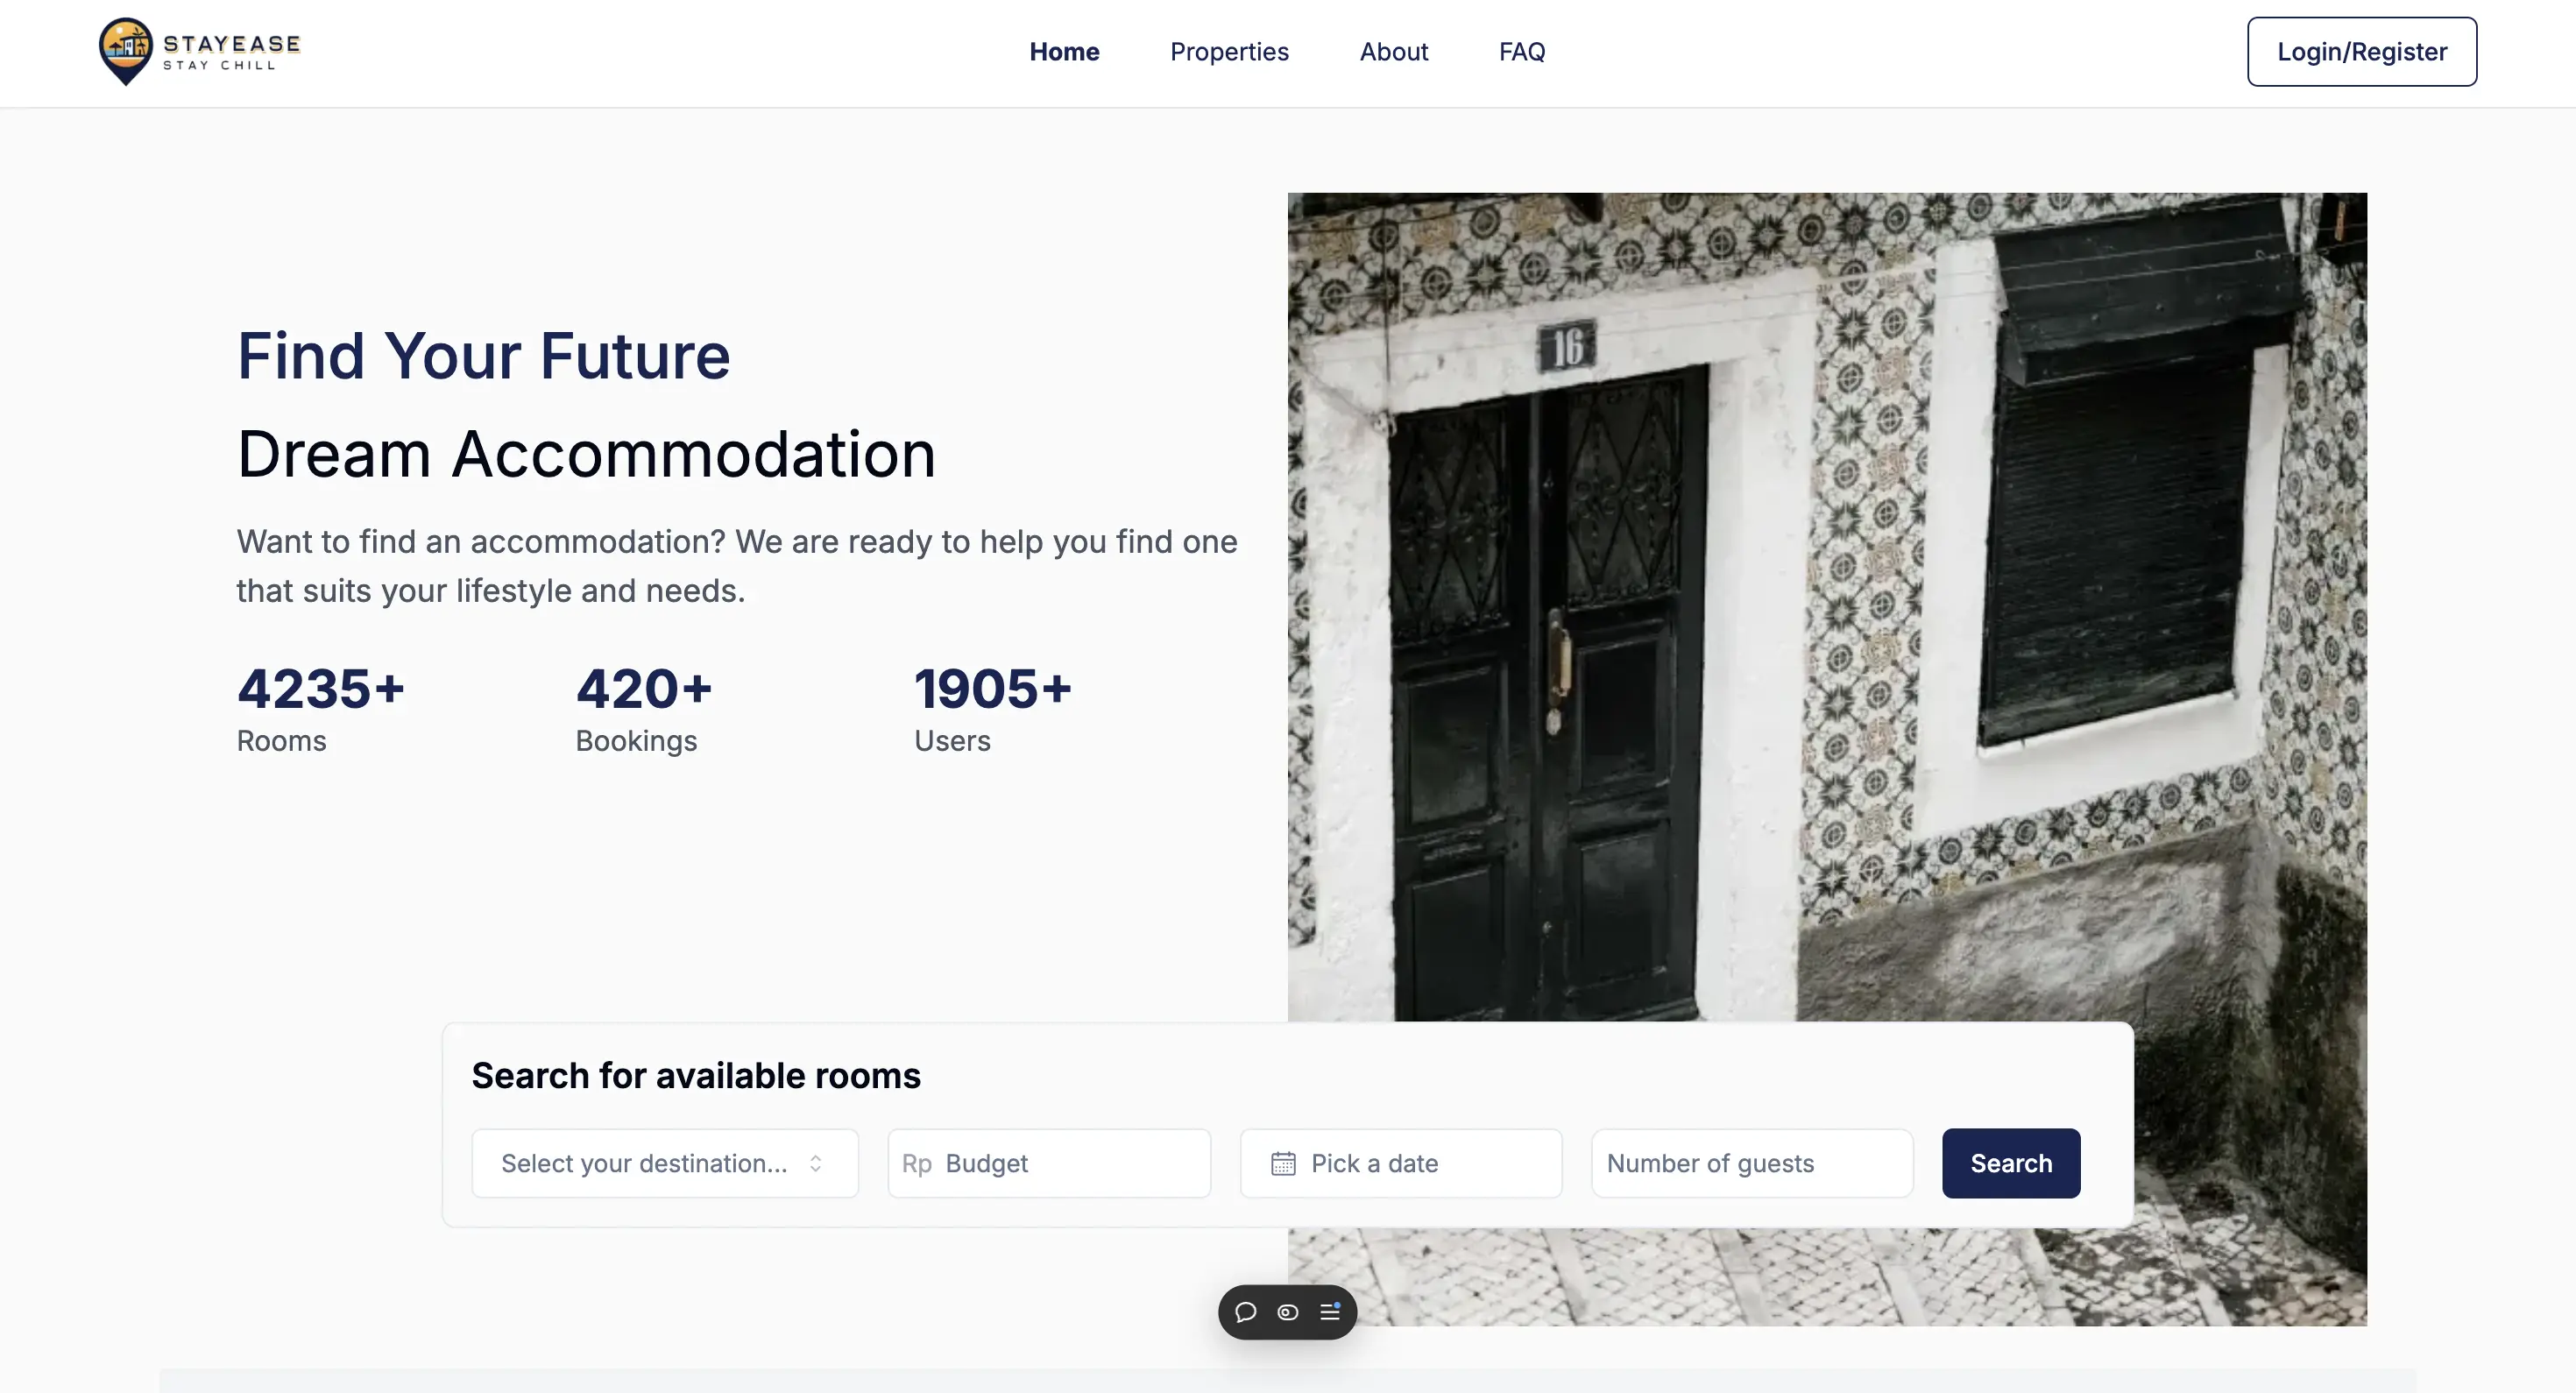 STAYEASE
STAY CHILL
Home
Properties
About
FAQ
Login/Register
Find Your Future
Dream Accommodation
Want to find an accommodation? We are ready to help you find one
that suits your lifestyle and needs.
4235+
Rooms
420+
Bookings
1905+
Users
16
Search for available rooms
Select your destination...
Rp Budget
Pick a date
Number of guests
Search